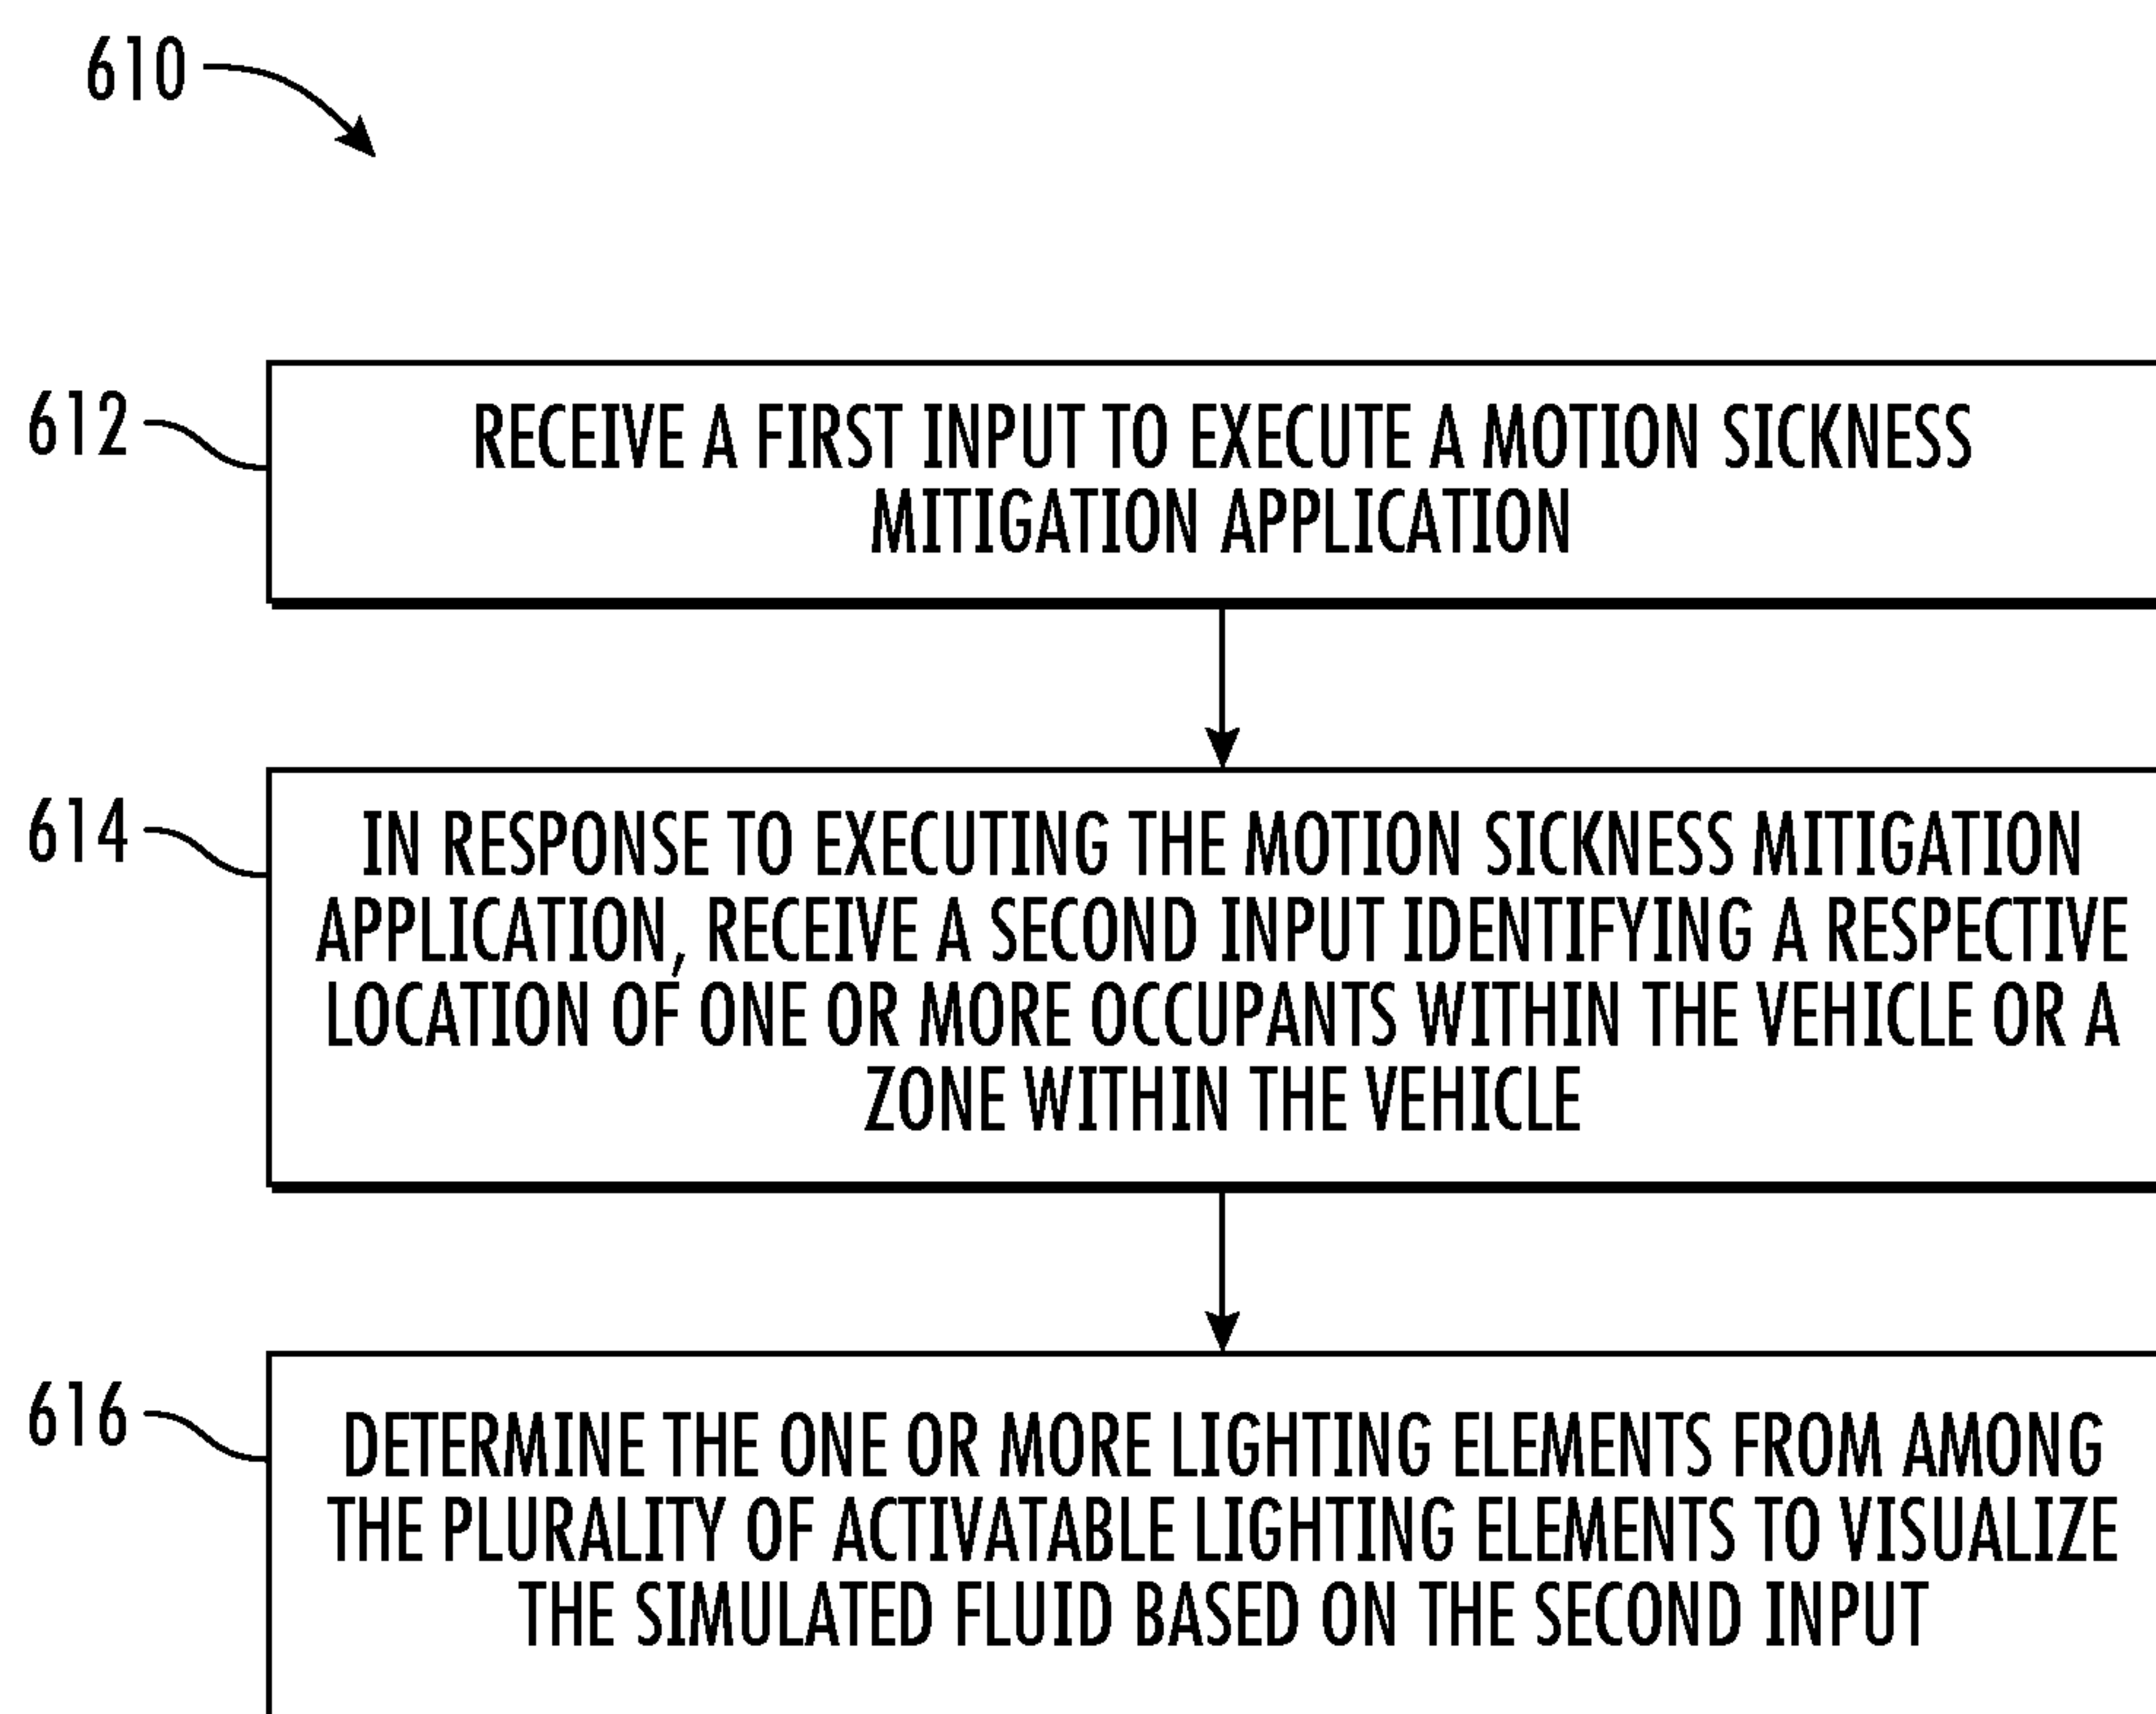 610
612
RECEIVE A FIRST INPUT TO EXECUTE A MOTION SICKNESS
MITIGATION APPLICATION
614
IN RESPONSE TO EXECUTING THE MOTION SICKNESS MITIGATION
APPLICATION, RECEIVE A SECOND INPUT IDENTIFYING A RESPECTIVE
LOCATION OF ONE OR MORE OCCUPANTS WITHIN THE VEHICLE OR A
ZONE WITHIN THE VEHICLE
616
DETERMINE THE ONE OR MORE LIGHTING ELEMENTS FROM AMONG
THE PLURALITY OF ACTIVATABLE LIGHTING ELEMENTS TO VISUALIZE
THE SIMULATED FLUID BASED ON THE SECOND INPUT